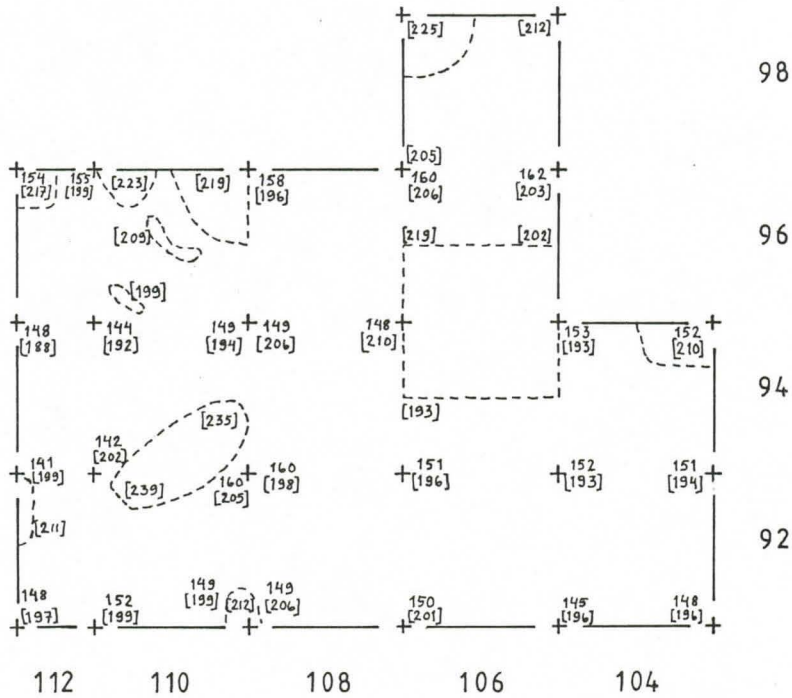 [225] [212]
98
[205]
154 155 [223] [219] 158 160 162
[217] [199] [196] [206] [203]
[209] [219] [202] 96
[199]
148 144 149 149 148 153 152
[188] [192] [194] [206] [210] [193] [210]
94
[193]
[235]
142
[202]
141 160 160 151 152 151
[199] [239] [205] [198] [196] [193] [194]
[211] 92
148 152 149 149 150 145 148
[197] [199] [199] [212] [206] [201] [196] [196]
112 110 108 106 104